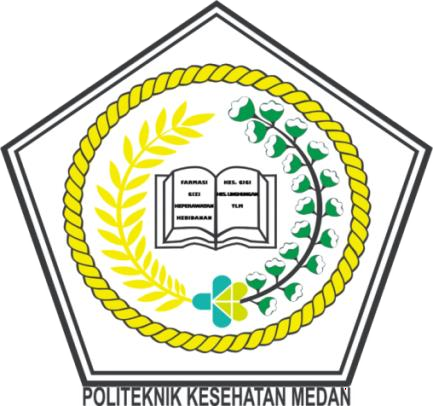 FARMASI
GIZI
KEPERAWATAN
KEBIDANAN
KES. GIGI
KES.LINGKUNGAN
TLM
POLITEKNIK KESEHATAN MEDAN